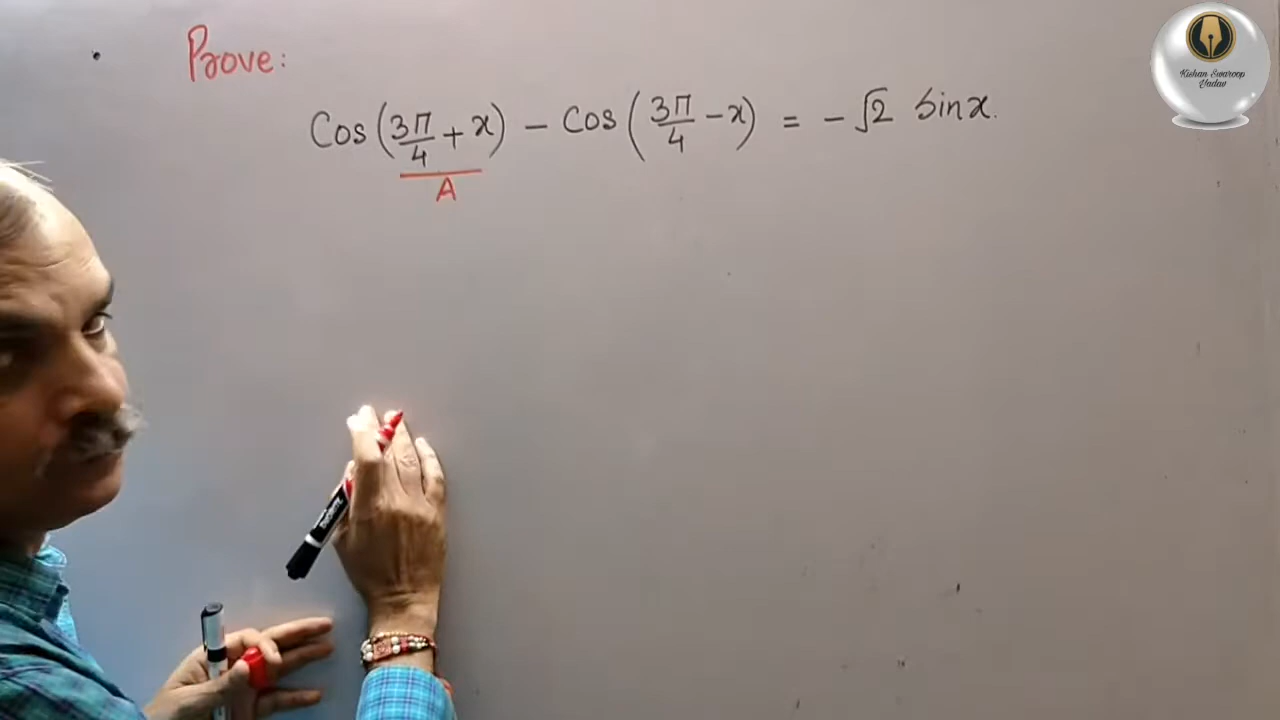 Prove:
Cos(3π/4 + x) - Cos(3π/4 - x) = -√2 Sinx.
A
Kishan Swaroop
Yadav